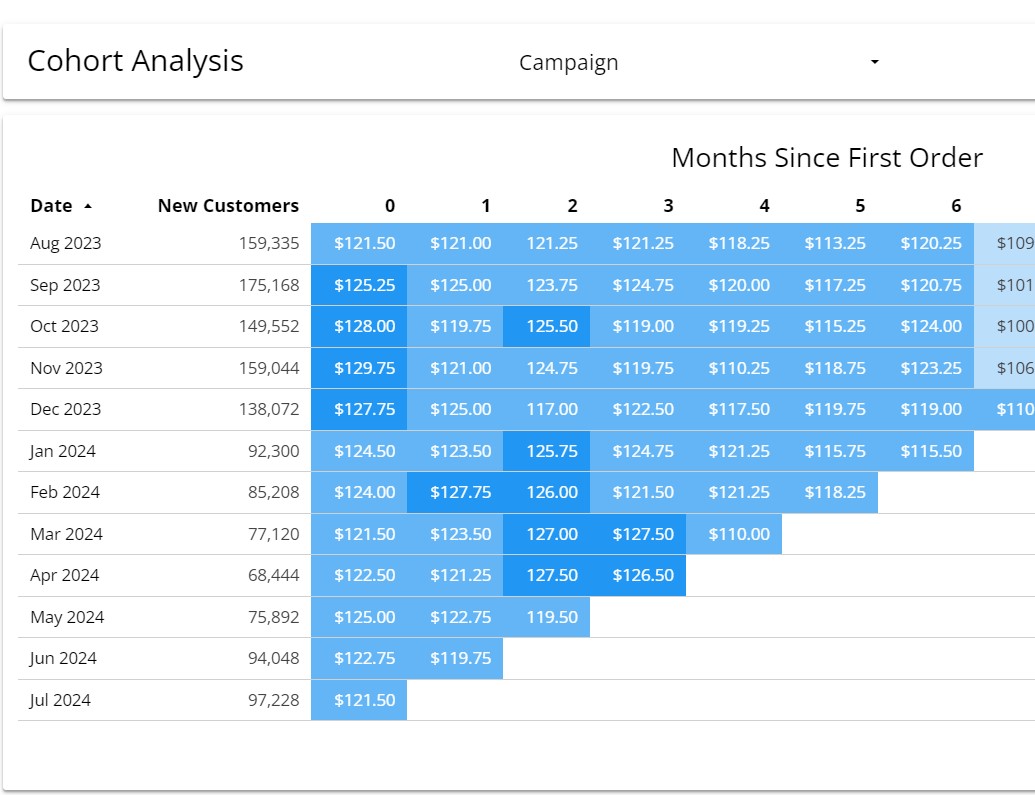 Cohort Analysis Campaign
Months Since First Order
Date New Customers 0 1 2 3 4 5 6
Aug 2023 159,335 $121.50 $121.00 121.25 $121.25 $118.25 $113.25 $120.25 $109
Sep 2023 175,168 $125.25 $125.00 123.75 $124.75 $120.00 $117.25 $120.75 $101
Oct 2023 149,552 $128.00 $119.75 125.50 $119.00 $119.25 $115.25 $124.00 $100
Nov 2023 159,044 $129.75 $121.00 124.75 $119.75 $110.25 $118.75 $123.25 $106
Dec 2023 138,072 $127.75 $125.00 117.00 $122.50 $117.50 $119.75 $119.00 $110
Jan 2024 92,300 $124.50 $123.50 125.75 $124.75 $121.25 $115.75 $115.50
Feb 2024 85,208 $124.00 $127.75 126.00 $121.50 $121.25 $118.25
Mar 2024 77,120 $121.50 $123.50 127.00 $127.50 $110.00
Apr 2024 68,444 $122.50 $121.25 127.50 $126.50
May 2024 75,892 $125.00 $122.75 119.50
Jun 2024 94,048 $122.75 $119.75
Jul 2024 97,228 $121.50